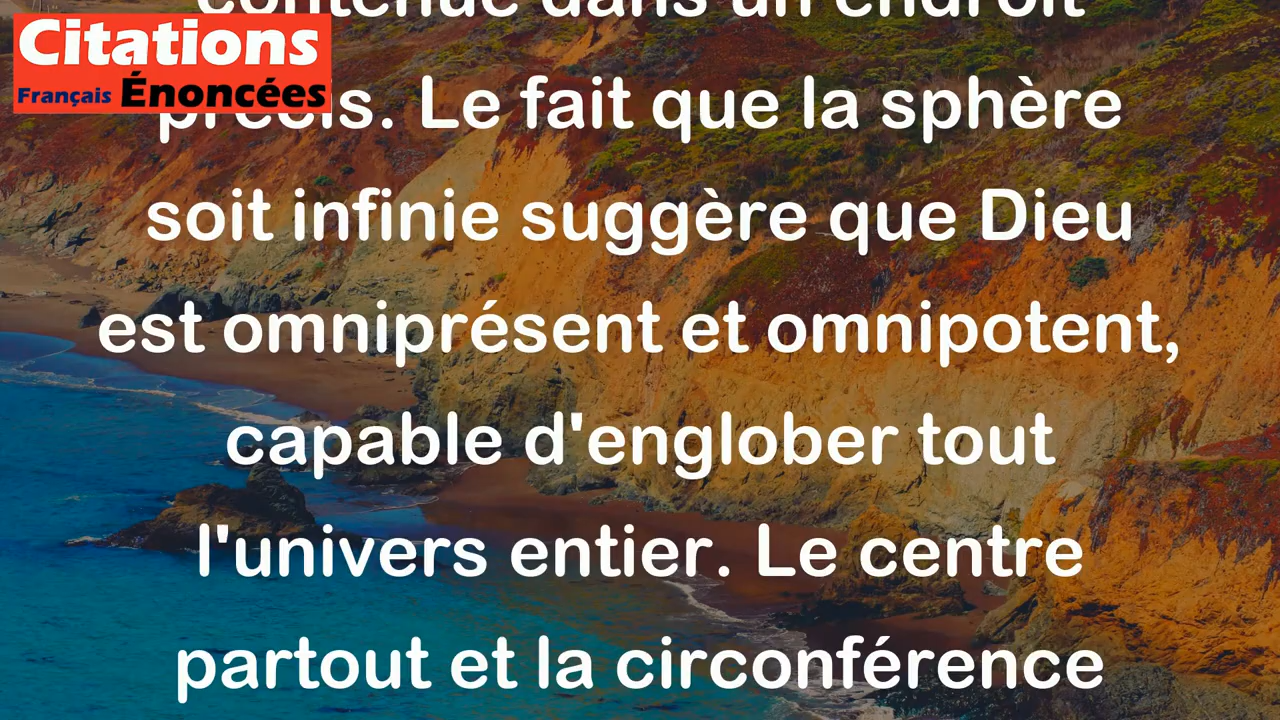 Citations
Français Énoncées
contenue dans un endroit
précis. Le fait que la sphère
soit infinie suggère que Dieu
est omniprésent et omnipotent,
capable d'englober tout
l'univers entier. Le centre
partout et la circonférence